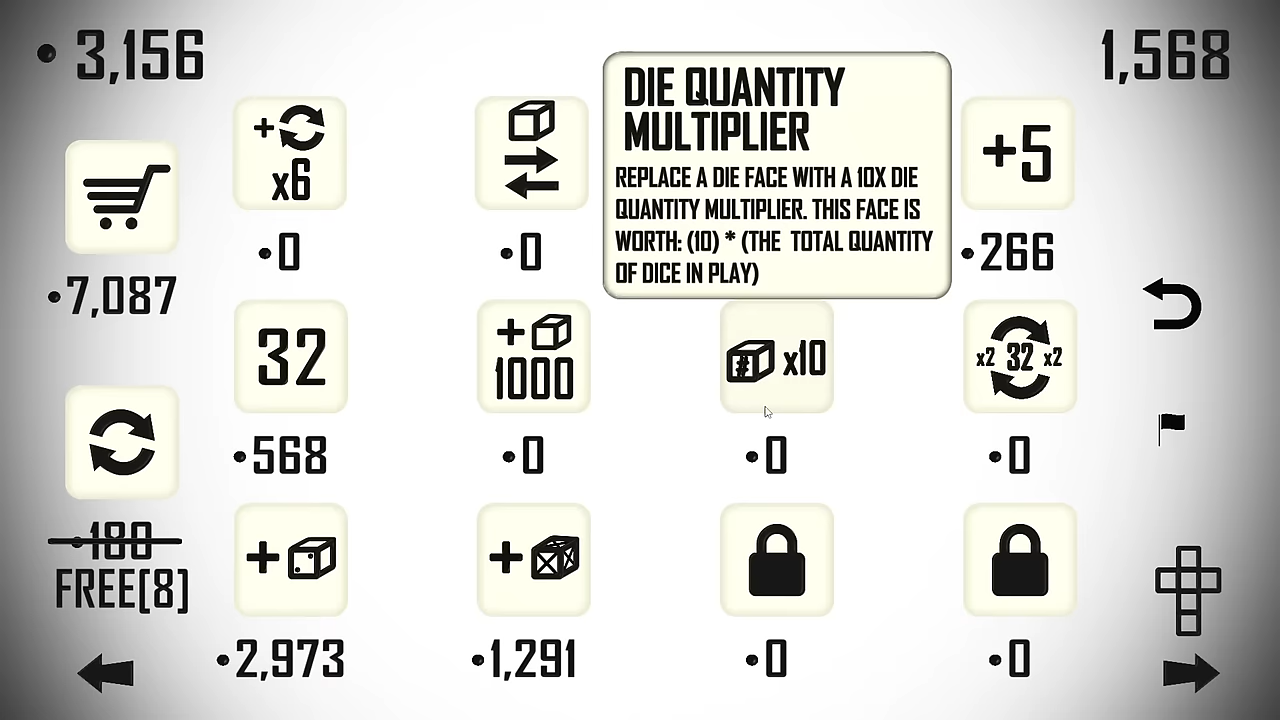 3,156
1,568
DIE QUANTITY
MULTIPLIER
REPLACE A DIE FACE WITH A 10X DIE
QUANTITY MULTIPLIER. THIS FACE IS
WORTH: (10) * (THE TOTAL QUANTITY
OF DICE IN PLAY)
+
x6
+5
0
0
266
7,087
32
+
1000
# x10
x2 32 x2
568
0
0
0
180
FREE[8]
+
+
2,973
1,291
0
0